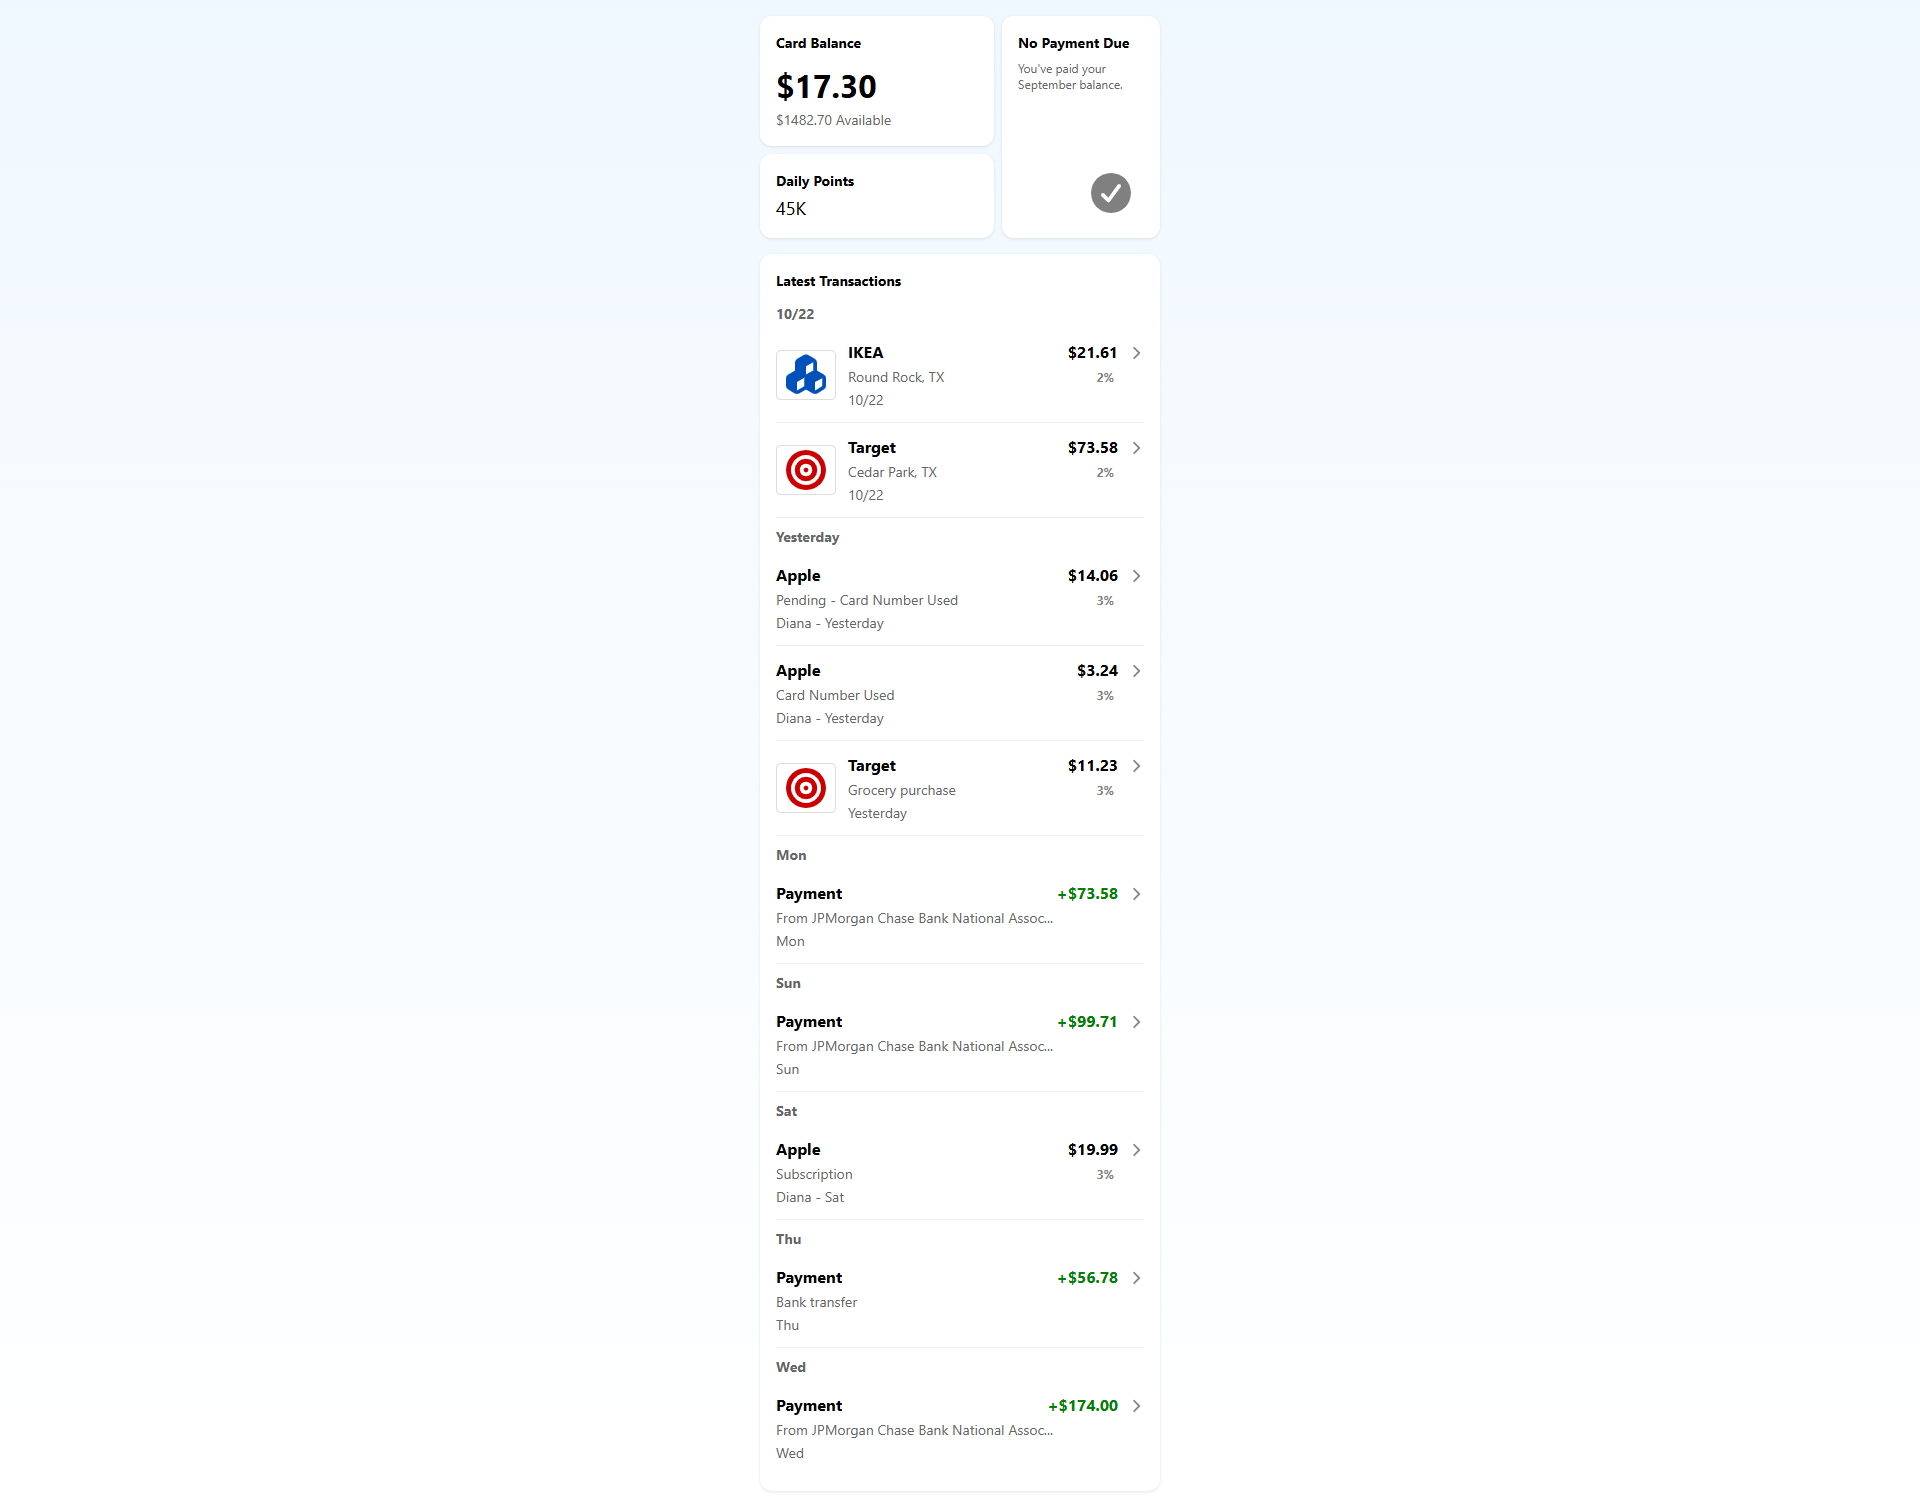 Card Balance
$17.30
$1482.70 Available
No Payment Due
You've paid your
September balance.
Daily Points
45K
Latest Transactions
10/22
IKEA $21.61
Round Rock, TX 2%
10/22
Target $73.58
Cedar Park, TX 2%
10/22
Yesterday
Apple $14.06
Pending - Card Number Used 3%
Diana - Yesterday
Apple $3.24
Card Number Used 3%
Diana - Yesterday
Target $11.23
Grocery purchase 3%
Yesterday
Mon
Payment +$73.58
From JPMorgan Chase Bank National Assoc...
Mon
Sun
Payment +$99.71
From JPMorgan Chase Bank National Assoc...
Sun
Sat
Apple $19.99
Subscription 3%
Diana - Sat
Thu
Payment +$56.78
Bank transfer
Thu
Wed
Payment +$174.00
From JPMorgan Chase Bank National Assoc...
Wed